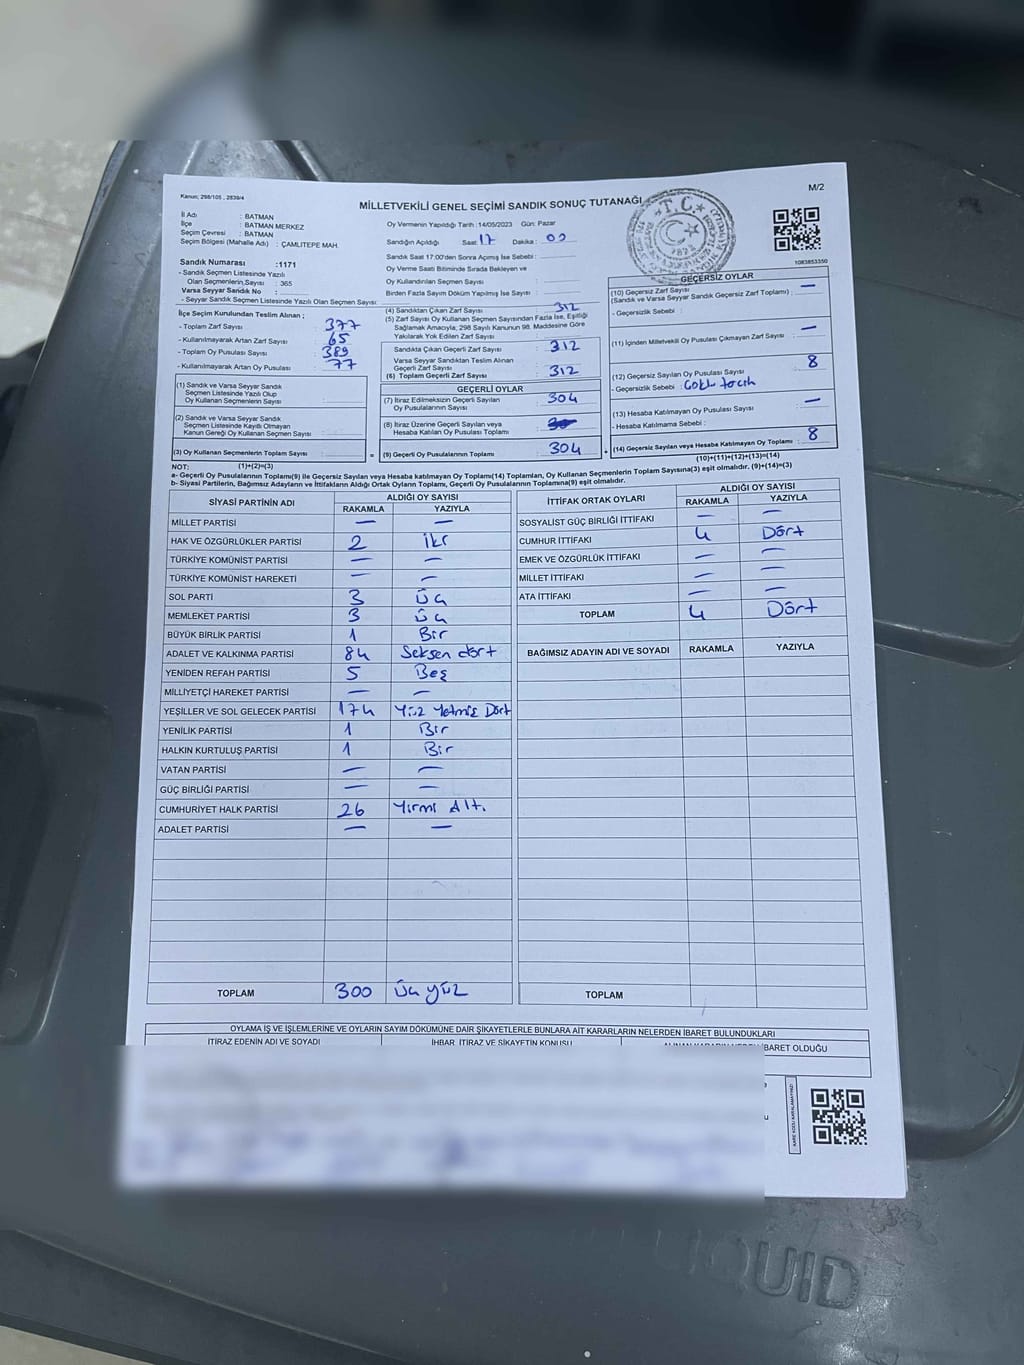 Kanun; 298/105 , 2839/4
M/2
MİLLETVEKİLİ GENEL SEÇİMİ SANDIK SONUÇ TUTANAĞI
İl Adı : BATMAN
İlçe : BATMAN MERKEZ
Seçim Çevresi : BATMAN
Seçim Bölgesi (Mahalle Adı) : ÇAMLITEPE MAH.
Oy Vermenin Yapıldığı Tarih :14/05/2023 Gün: Pazar
Sandığın Açıldığı Saat : 17 Dakika : 00
Sandık Saat 17:00'den Sonra Açmış İse Sebebi :
Oy Verme Saati Bitiminde Sırada Bekleyen ve
Oy Kullandırılan Seçmen Sayısı
Birden Fazla Sayım Döküm Yapılmış İse Sayısı :
T.C.
1083853350
Sandık Numarası :1171
- Sandık Seçmen Listesinde Yazılı
Olan Seçmenlerin Sayısı : 365
Varsa Seyyar Sandık No :
- Seyyar Sandık Seçmen Listesinde Yazılı Olan Seçmen Sayısı:
İlçe Seçim Kurulundan Teslim Alınan ;
- Toplam Zarf Sayısı : 377
- Kullanılmayarak Artan Zarf Sayısı : 65
- Toplam Oy Pusulası Sayısı : 389
- Kullanılmayarak Artan Oy Pusulası : 77
(1) Sandık ve Varsa Seyyar Sandık
Seçmen Listesinde Yazılı Olup
Oy Kullanan Seçmenlerin Sayısı :
(2) Sandık ve Varsa Seyyar Sandık
Seçmen Listesinde Kayıtlı Olmayan
Kanun Gereği Oy Kullanan Seçmen Sayısı :
(3) Oy Kullanan Seçmenlerin Toplam Sayısı :
(1)+(2)=(3)
(4) Sandıktan Çıkan Zarf Sayısı : 312
(5) Zarf Sayısı Oy Kullanan Seçmen Sayısından Fazla İse, Eşitliği
Sağlamak Amacıyla; 298 Sayılı Kanunun 98. Maddesine Göre
Yakılarak Yok Edilen Zarf Sayısı :
Sandıkta Çıkan Geçerli Zarf Sayısı : 312
Varsa Seyyar Sandıktan Teslim Alınan
Geçerli Zarf Sayısı :
(6) Toplam Geçerli Zarf Sayısı : 312
GEÇERLİ OYLAR
(7) İtiraz Edilmeksizin Geçerli Sayılan
Oy Pusulalarının Sayısı : 304
(8) İtiraz Üzerine Geçerli Sayılan veya
Hesaba Katılan Oy Pusulaları Toplamı :
= (9) Geçerli Oy Pusulalarının Toplamı : 304
GEÇERSİZ OYLAR
(10) Geçersiz Zarf Sayısı
(Sandık ve Varsa Seyyar Sandık Geçersiz Zarf Toplamı) : —
- Geçersizlik Sebebi :
(11) İçinden Milletvekili Oy Pusulası Çıkmayan Zarf Sayısı : —
(12) Geçersiz Sayılan Oy Pusulası Sayısı : 8
- Geçersizlik Sebebi : Çoklu tercih
(13) Hesaba Katılmayan Oy Pusulası Sayısı : —
- Hesaba Katılmama Sebebi :
+ (14) Geçersiz Sayılan veya Hesaba Katılmayan Oy Toplamı : 8
(10)+(11)+(12)+(13)=(14)
NOT:
a- Geçerli Oy Pusulalarının Toplamı(9) ile Geçersiz Sayılan veya Hesaba katılmayan Oy Toplamı(14) Toplamları, Oy Kullanan Seçmenlerin Toplam Sayısına(3) eşit olmalıdır. (9)+(14)=(3)
b- Siyasi Partilerin, Bağımsız Adayların ve İttifakların Aldığı Ortak Oyların Toplamı, Geçerli Oy Pusulalarının Toplamına(9) eşit olmalıdır.
SİYASİ PARTİNİN ADI
ALDIĞI OY SAYISI
RAKAMLA YAZIYLA
MİLLET PARTİSİ — —
HAK VE ÖZGÜRLÜKLER PARTİSİ 2 iki
TÜRKİYE KOMÜNİST PARTİSİ — —
TÜRKİYE KOMÜNİST HAREKETİ — —
SOL PARTİ 3 Üç
MEMLEKET PARTİSİ 3 Üç
BÜYÜK BİRLİK PARTİSİ 1 Bir
ADALET VE KALKINMA PARTİSİ 84 Seksen dört
YENİDEN REFAH PARTİSİ 5 Beş
MİLLİYETÇİ HAREKET PARTİSİ — —
YEŞİLLER VE SOL GELECEK PARTİSİ 174 Yüz Yetmiş Dört
YENİLİK PARTİSİ 1 Bir
HALKIN KURTULUŞ PARTİSİ 1 Bir
VATAN PARTİSİ — —
GÜÇ BİRLİĞİ PARTİSİ — —
CUMHURİYET HALK PARTİSİ 26 Yirmi Altı
ADALET PARTİSİ — —
TOPLAM 300 Üç yüz
İTTİFAK ORTAK OYLARI
ALDIĞI OY SAYISI
RAKAMLA YAZIYLA
SOSYALİST GÜÇ BİRLİĞİ İTTİFAKI — —
CUMHUR İTTİFAKI 4 Dört
EMEK VE ÖZGÜRLÜK İTTİFAKI — —
MİLLET İTTİFAKI — —
ATA İTTİFAKI — —
TOPLAM 4 Dört
BAĞIMSIZ ADAYIN ADI VE SOYADI RAKAMLA YAZIYLA
TOPLAM
OYLAMA İŞ VE İŞLEMLERİNE VE OYLARIN SAYIM DÖKÜMÜNE DAİR ŞİKAYETLERLE BUNLARA AİT KARARLARIN NELERDEN İBARET BULUNDUKLARI
İTİRAZ EDENİN ADI VE SOYADI
İHBAR, İTİRAZ VE ŞİKAYETİN KONUSU
İBARET OLDUĞU
QUID